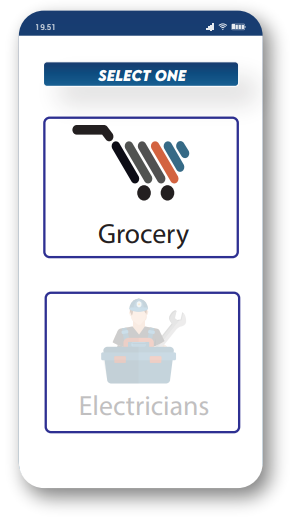 19.51
SELECT ONE
Grocery
Electricians